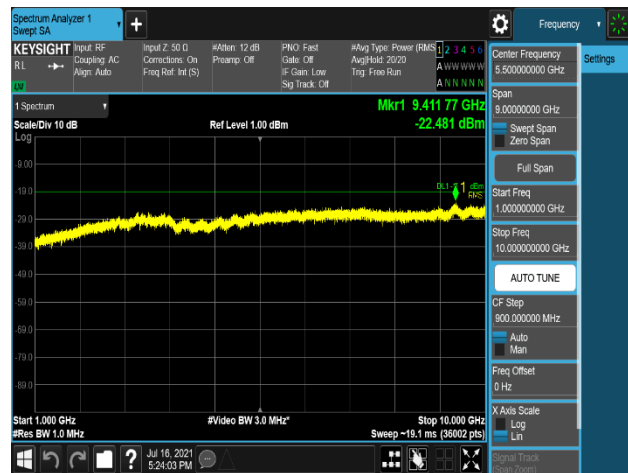 Spectrum Analyzer 1
Swept SA
Frequency
KEYSIGHT
Input: RF
Coupling: AC
Align: Auto
Input Z: 50 Ω
Corrections: On
Freq Ref: Int (S)
#Atten: 12 dB
Preamp: Off
PNO: Fast
Gate: Off
IF Gain: Low
Sig Track: Off
#Avg Type: Power (RMS
Avg|Hold: 20/20
Trig: Free Run
1 2 3 4 5 6
A W W W W W
A N N N N N
1 Spectrum
Scale/Div 10 dB
Ref Level 1.00 dBm
Mkr1 9.411 77 GHz
-22.481 dBm
Log
-9.00
-19.0
-29.0
-39.0
-49.0
-59.0
-69.0
-79.0
-89.0
1
RMS
Start 1.000 GHz
#Video BW 3.0 MHz*
Stop 10.000 GHz
#Res BW 1.0 MHz
Sweep ~19.1 ms (36002 pts)
Jul 16, 2021
5:24:03 PM
Center Frequency
5.500000000 GHz
Settings
Span
9.00000000 GHz
Swept Span
Zero Span
Full Span
Start Freq
1.000000000 GHz
Stop Freq
10.000000000 GHz
AUTO TUNE
CF Step
900.000000 MHz
Auto
Man
Freq Offset
0 Hz
X Axis Scale
Log
Lin
Signal Track
(Span Zoom)